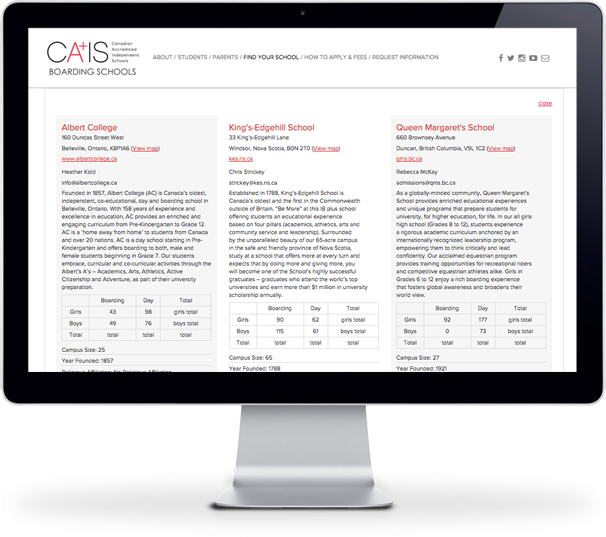 CAIS
Canadian
Accredited
Independent
Schools
BOARDING SCHOOLS
ABOUT / STUDENTS / PARENTS / FIND YOUR SCHOOL / HOW TO APPLY & FEES / REQUEST INFORMATION
close
Albert College
160 Dundas Street West
Belleville, Ontario, K8P1A6 (View map)
www.albertcollege.ca
Heather Kidd
info@albertcollege.ca
Founded in 1857, Albert College (AC) is Canada's oldest,
independent, co-educational, day and boarding school in
Belleville, Ontario. With 158 years of experience and
excellence in education, AC provides an enriched and
engaging curriculum from Pre-Kindergarten to Grade 12.
AC is a 'home away from home' to students from Canada
and over 20 nations. AC is a day school starting in Pre-
Kindergarten and offers boarding to both, male and
female students beginning in Grade 7. Our students
embrace, curricular and co-curricular activities through the
Albert's A's – Academics, Arts, Athletics, Active
Citizenship and Adventure, as part of their university
preparation.
Boarding Day Total
Girls 43 98 girls total
Boys 49 76 boys total
Total total total
Campus Size: 25
Year Founded: 1857
Religious Affiliation: No Religious Affiliation
King's-Edgehill School
33 King's-Edgehill Lane
Windsor, Nova Scotia, B0N 2T0 (View map)
kes.ns.ca
Chris Strickey
strickey@kes.ns.ca
Established in 1788, King's-Edgehill School is
Canada's oldest and the first in the Commonwealth
outside of Britain. "Be More" at this IB plus school
offering students an educational experience
based on four pillars (academics, athletics, arts and
community service and leadership). Surrounded
by the unparalleled beauty of our 65-acre campus
in the safe and friendly province of Nova Scotia,
study at a school that offers more at every turn and
expects that by doing more and giving more, you
will become one of the School's highly successful
graduates – graduates who attend the world's top
universities and earn more than $1 million in university
scholarship annually.
Boarding Day Total
Girls 90 62 girls total
Boys 115 61 boys total
Total total total
Campus Size: 65
Year Founded: 1788
Queen Margaret's School
660 Brownsey Avenue
Duncan, British Columbia, V9L 1C2 (View map)
qms.bc.ca
Rebecca McKay
admissions@qms.bc.ca
As a globally-minded community, Queen Margaret's
School provides enriched educational experiences
and unique programs that prepare students for
university, for higher education, for life. In our all girls
high school (Grades 8 to 12), students experience
a rigorous academic curriculum anchored by an
internationally recognized leadership program,
empowering them to think critically and lead
confidently. Our acclaimed equestrian program
provides training opportunities for recreational riders
and competitive equestrian athletes alike. Girls in
Grades 6 to 12 enjoy a rich boarding experience
that fosters global awareness and broadens their
world view.
Boarding Day Total
Girls 92 177 girls total
Boys 0 73 boys total
Total total total
Campus Size: 27
Year Founded: 1921